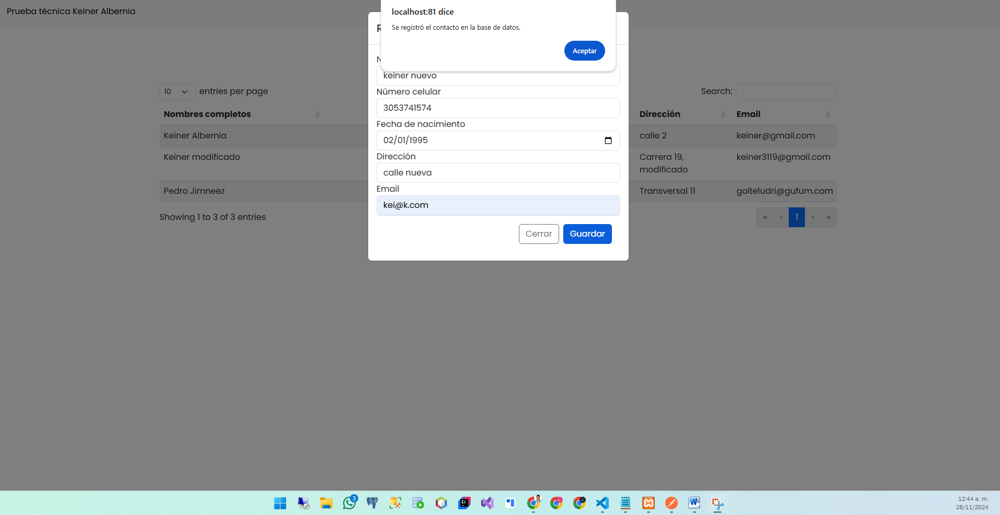 Prueba técnica Keiner Albernia
localhost:81 dice
Se registró el contacto en la base de datos.
Aceptar
keiner nuevo
Número celular
3053741574
Fecha de nacimiento
02/01/1995
Dirección
calle nueva
Email
kei@k.com
Cerrar Guardar
10 entries per page Search:
Nombres completos Dirección Email
Keiner Albernia calle 2 keiner@gmail.com
Keiner modificado Carrera 19, keiner3119@gmail.com
modificado
Pedro Jimneez Transversal 11 golteludri@gufum.com
Showing 1 to 3 of 3 entries « ‹ 1 › »
3
12:44 a. m.
28/11/2024